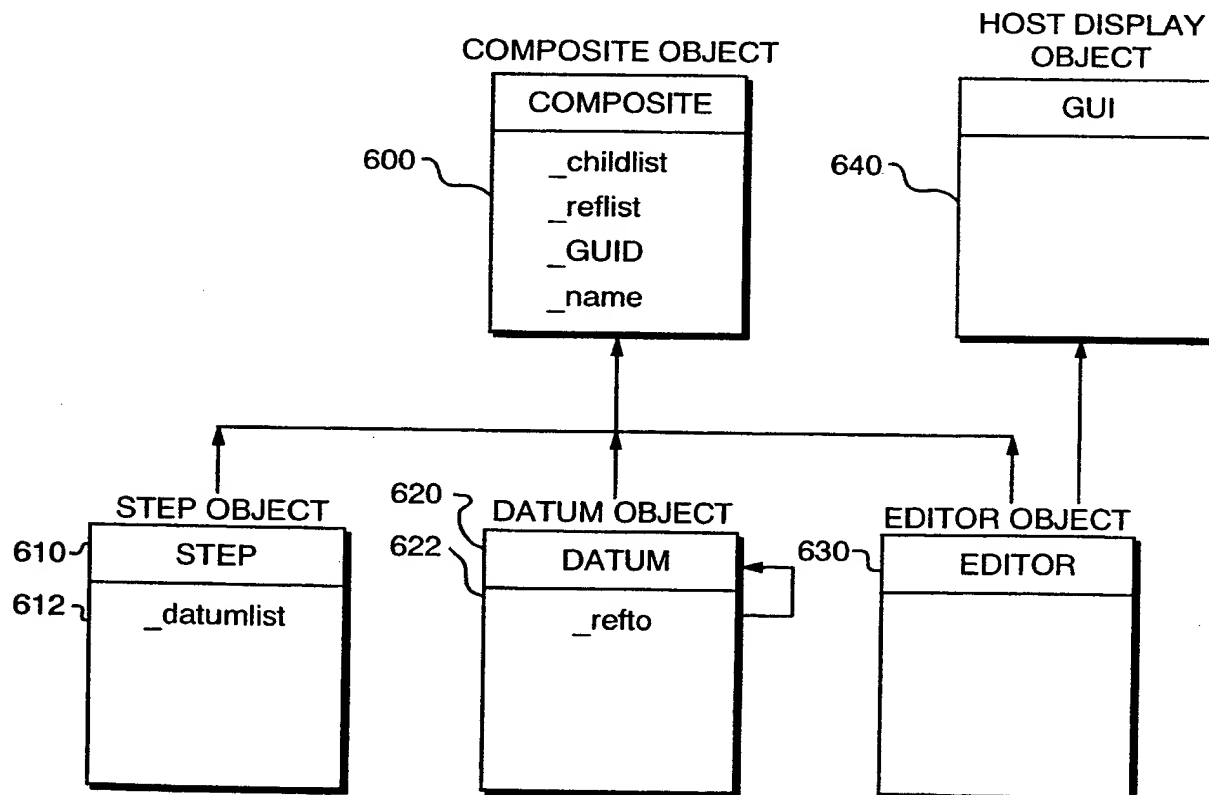 COMPOSITE OBJECT
COMPOSITE
600
_childlist
_reflist
_GUID
_name
HOST DISPLAY
OBJECT
GUI
640
STEP OBJECT
610
STEP
612
_datumlist
DATUM OBJECT
620
622
DATUM
_refto
EDITOR OBJECT
630
EDITOR